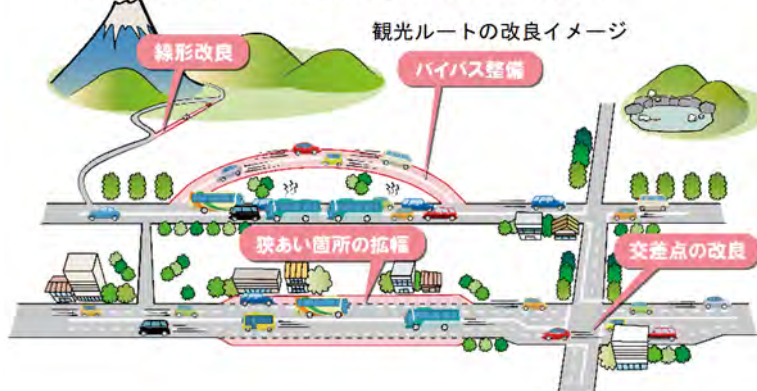 観光ルートの改良イメージ
線形改良
バイパス整備
狭あい箇所の拡幅
交差点の改良